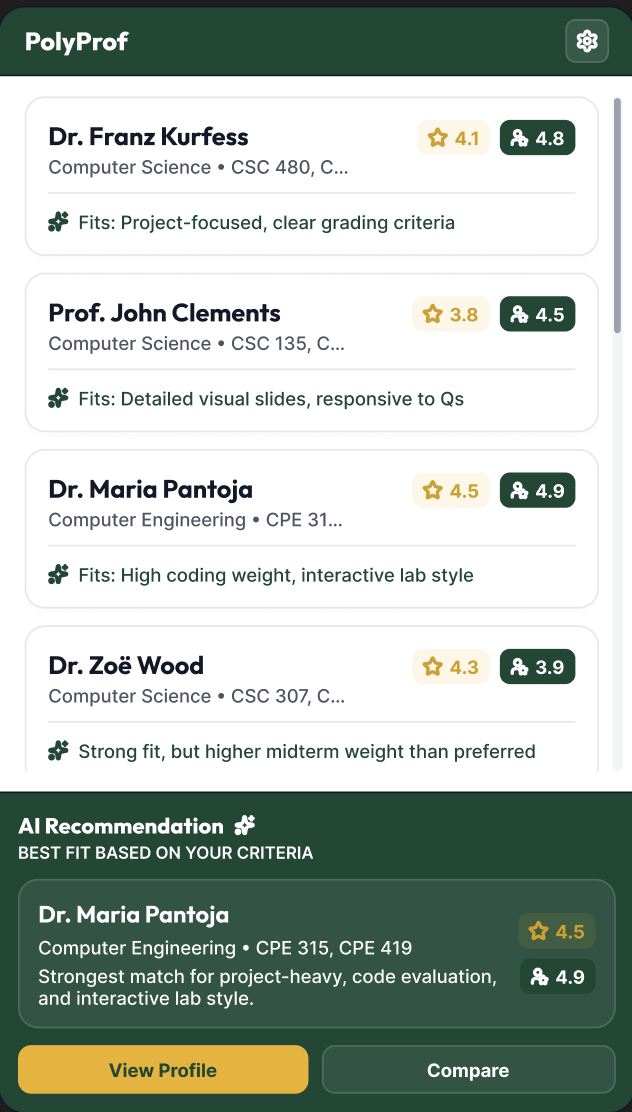 PolyProf
Dr. Franz Kurfess
4.1
4.8
Computer Science • CSC 480, C...
Fits: Project-focused, clear grading criteria
Prof. John Clements
3.8
4.5
Computer Science • CSC 135, C...
Fits: Detailed visual slides, responsive to Qs
Dr. Maria Pantoja
4.5
4.9
Computer Engineering • CPE 31...
Fits: High coding weight, interactive lab style
Dr. Zoë Wood
4.3
3.9
Computer Science • CSC 307, C...
Strong fit, but higher midterm weight than preferred
AI Recommendation
BEST FIT BASED ON YOUR CRITERIA
Dr. Maria Pantoja
4.5
Computer Engineering • CPE 315, CPE 419
Strongest match for project-heavy, code evaluation,
4.9
and interactive lab style.
View Profile
Compare